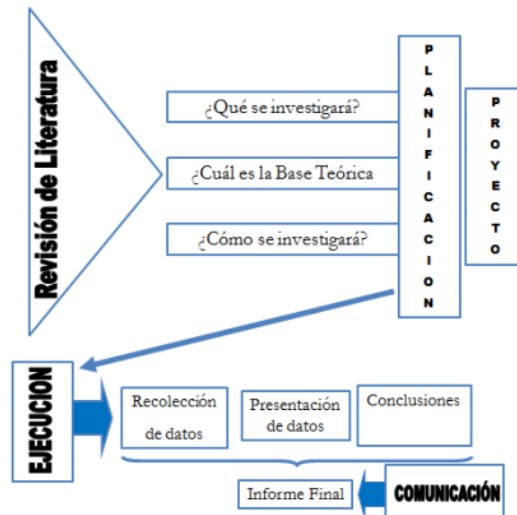 Revisión de Literatura
¿Qué se investigará?
¿Cuál es la Base Teórica
¿Cómo se investigará?
PLANIFICACION
PROYECTO
EJECUCION
Recolección
de datos
Presentación
de datos
Conclusiones
Informe Final
COMUNICACIÓN